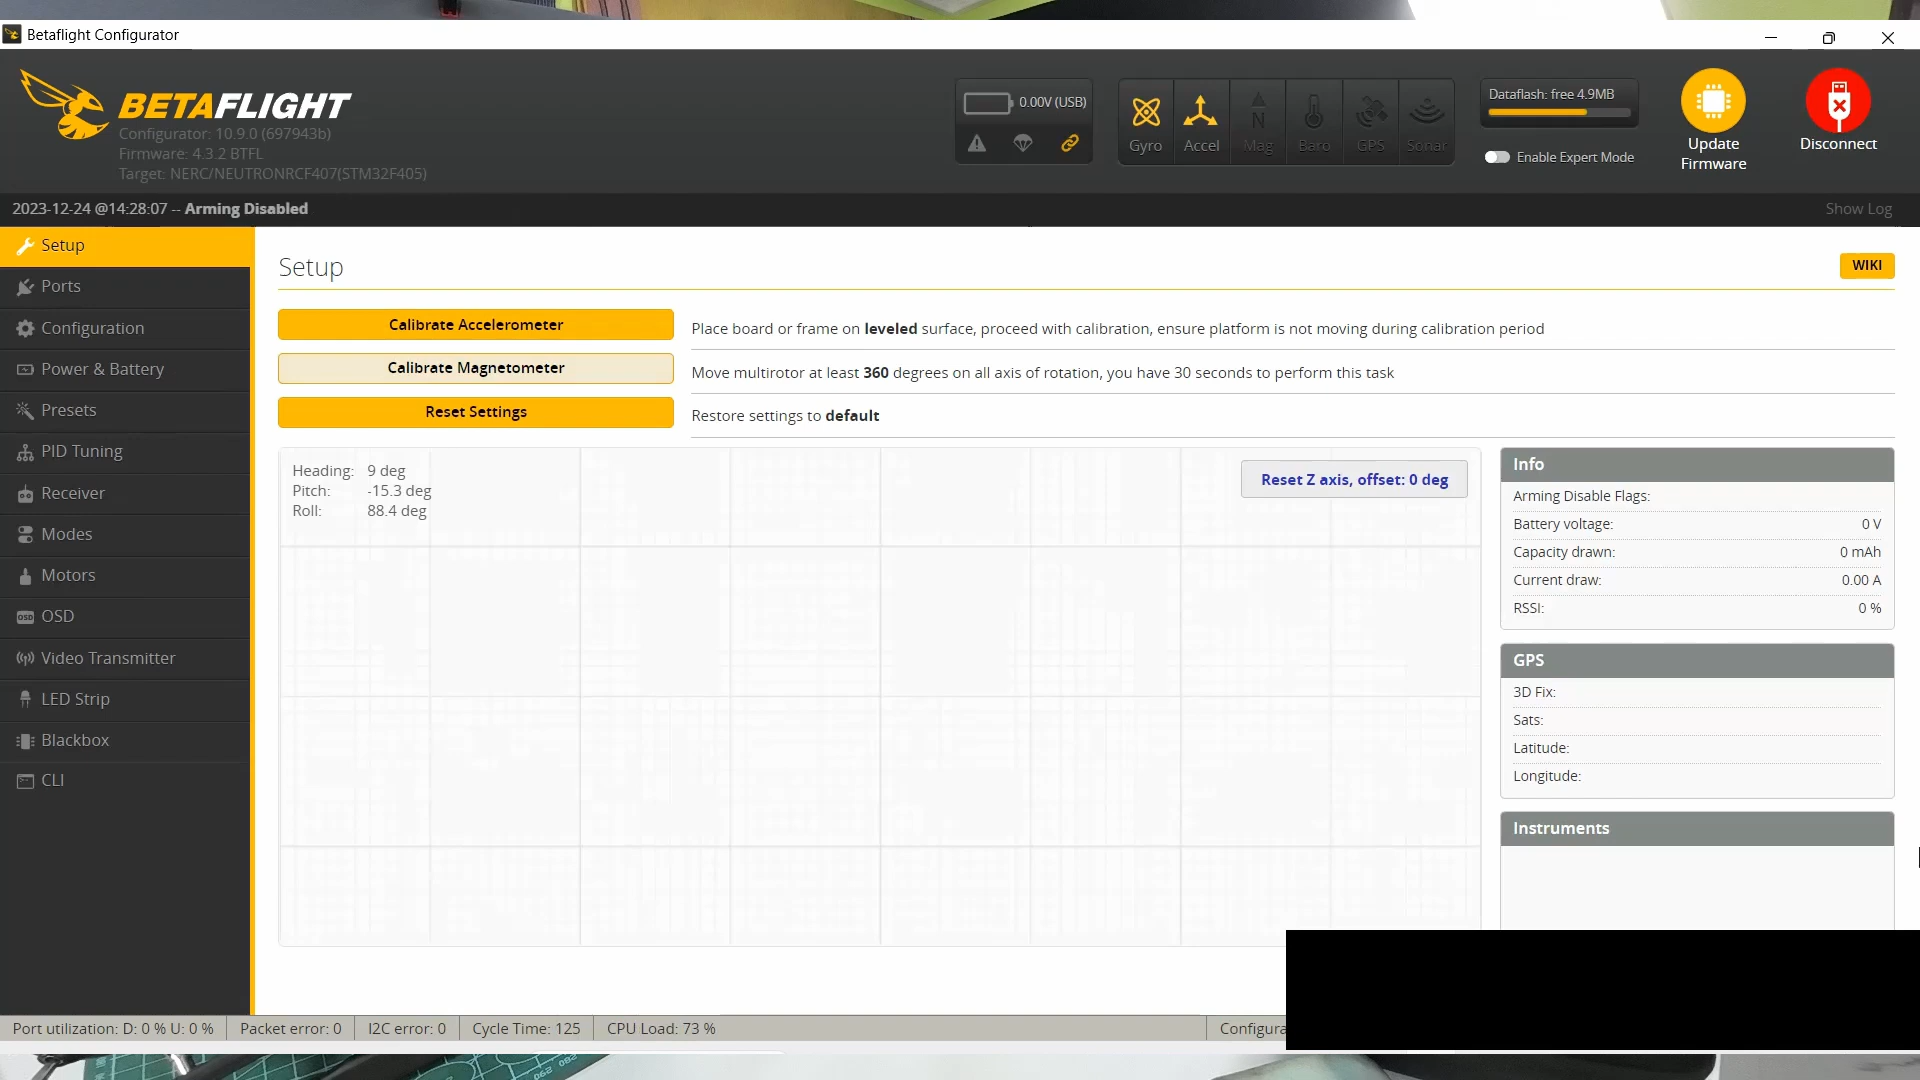 Betaflight Configurator
BETAFLIGHT
Configurator: 10.9.0 (697943b)
Firmware: 4.3.2 BTFL
Target: NERC/NEUTRONRCF407(STM32F405)
0.00V (USB)
Gyro
Accel
Mag
Baro
GPS
Sonar
Dataflash: free 4.9MB
Enable Expert Mode
Update
Firmware
Disconnect
2023-12-24 @14:28:07 -- Arming Disabled
Show Log
Setup
Ports
Configuration
Power & Battery
Presets
PID Tuning
Receiver
Modes
Motors
OSD
Video Transmitter
LED Strip
Blackbox
CLI
Setup
WIKI
Calibrate Accelerometer
Place board or frame on leveled surface, proceed with calibration, ensure platform is not moving during calibration period
Calibrate Magnetometer
Move multirotor at least 360 degrees on all axis of rotation, you have 30 seconds to perform this task
Reset Settings
Restore settings to default
Heading: 9 deg
Pitch: -15.3 deg
Roll: 88.4 deg
Reset Z axis, offset: 0 deg
Info
Arming Disable Flags:
Battery voltage: 0 V
Capacity drawn: 0 mAh
Current draw: 0.00 A
RSSI: 0 %
GPS
3D Fix:
Sats:
Latitude:
Longitude:
Instruments
Port utilization: D: 0 % U: 0 %
Packet error: 0
I2C error: 0
Cycle Time: 125
CPU Load: 73 %
Configura